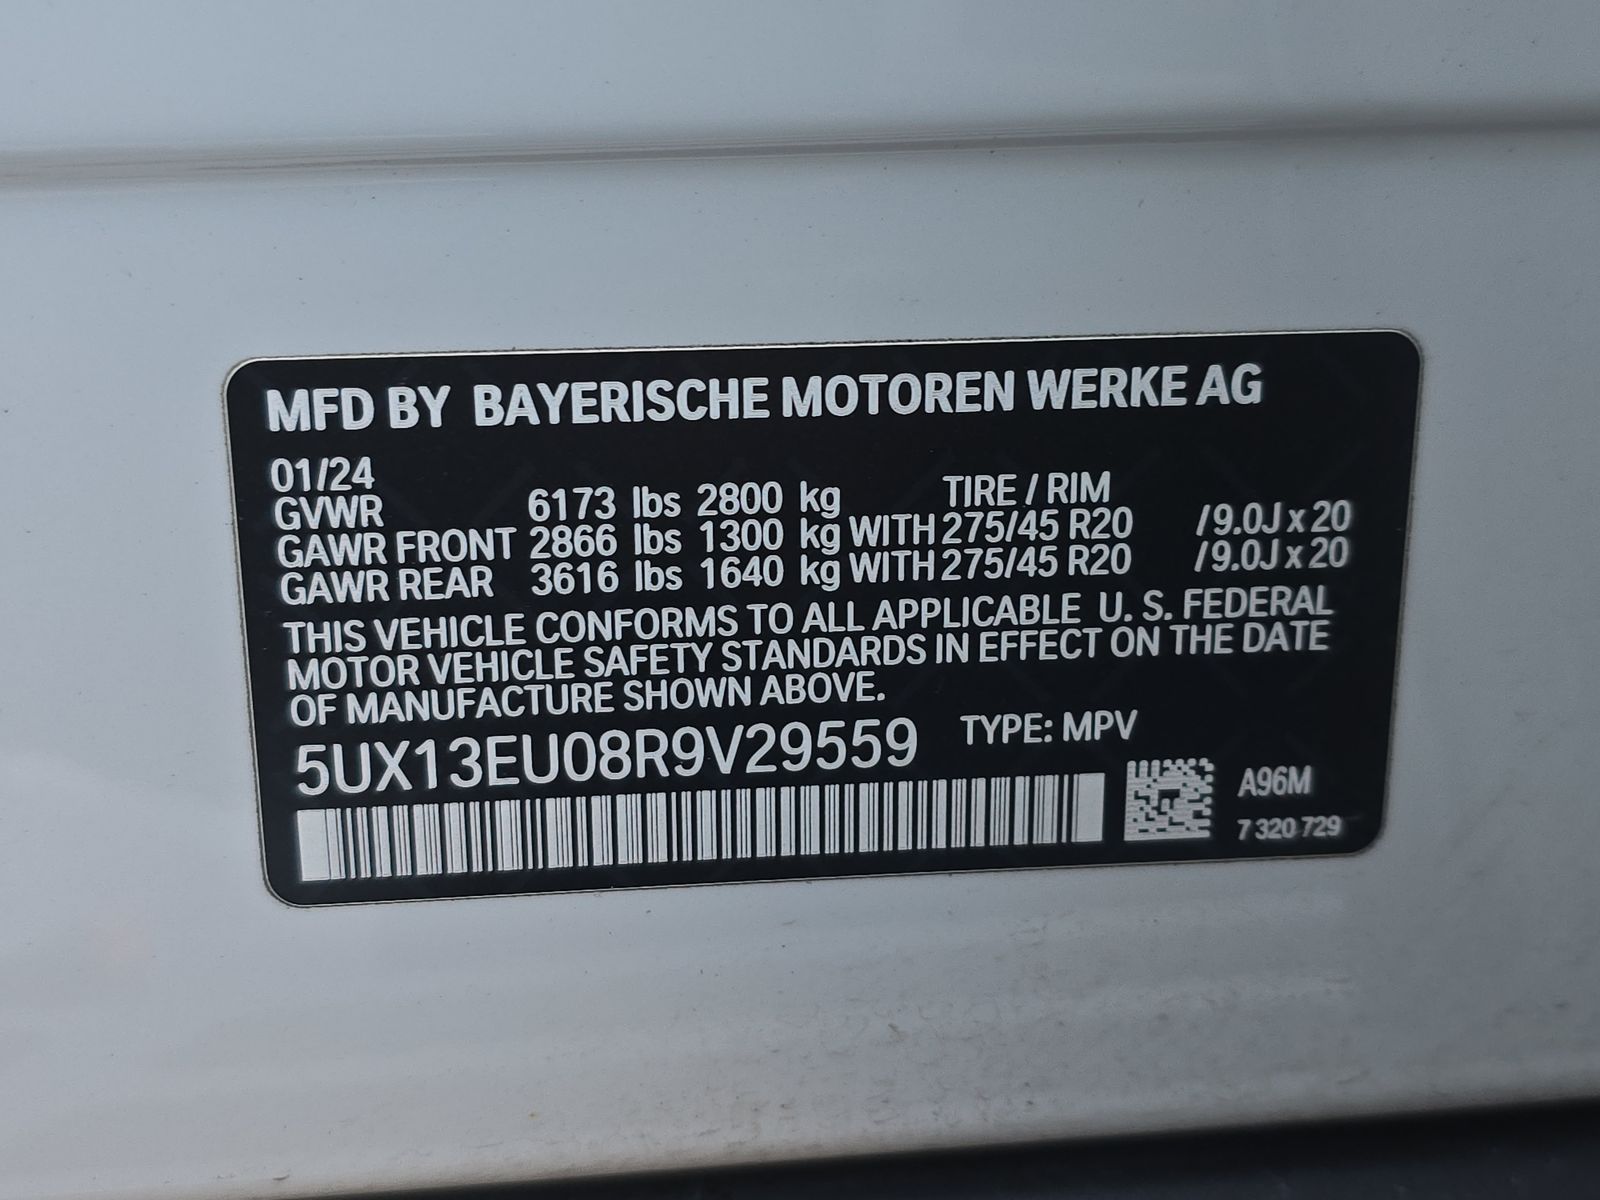 MFD BY BAYERISCHE MOTOREN WERKE AG
01/24
GVWR 6173 lbs 2800 kg TIRE / RIM
GAWR FRONT 2866 lbs 1300 kg WITH 275/45 R20 /9.0J x 20
GAWR REAR 3616 lbs 1640 kg WITH 275/45 R20 /9.0J x 20
THIS VEHICLE CONFORMS TO ALL APPLICABLE U. S. FEDERAL
MOTOR VEHICLE SAFETY STANDARDS IN EFFECT ON THE DATE
OF MANUFACTURE SHOWN ABOVE.
5UX13EU08R9V29559 TYPE: MPV
A96M
7 320 729